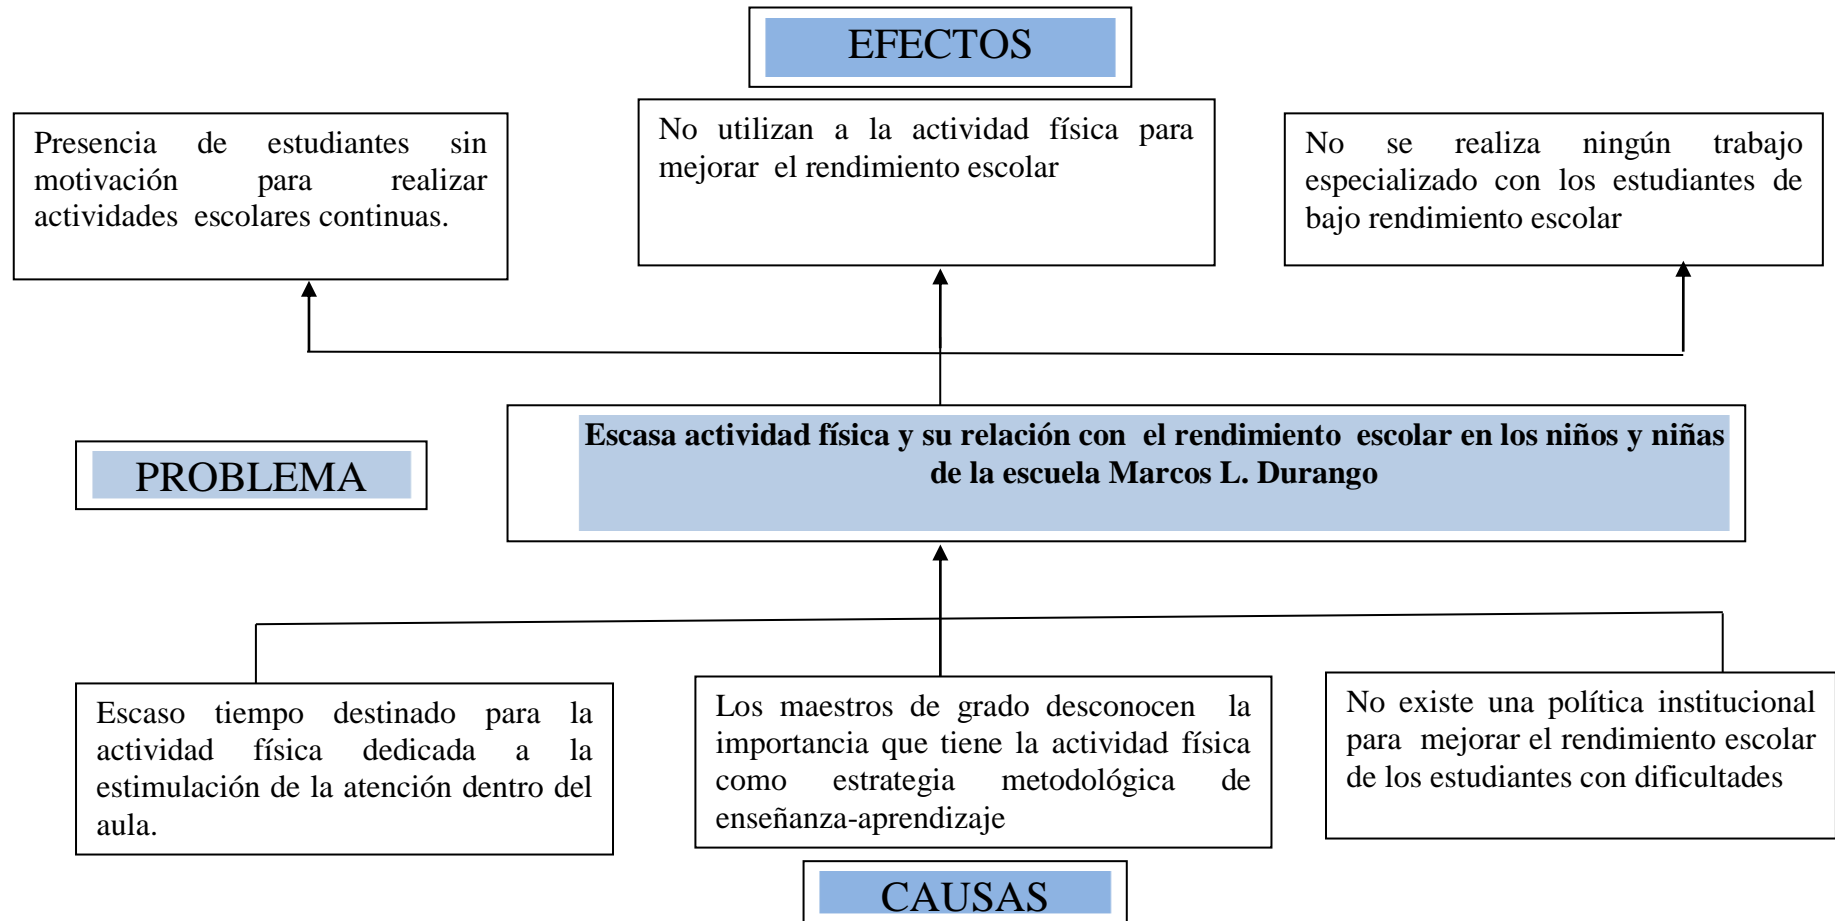 EFECTOS
Presencia de estudiantes sin
motivación para realizar
actividades escolares continuas.
No utilizan a la actividad física para
mejorar el rendimiento escolar
No se realiza ningún trabajo
especializado con los estudiantes de
bajo rendimiento escolar
PROBLEMA
Escasa actividad física y su relación con el rendimiento escolar en los niños y niñas
de la escuela Marcos L. Durango
Escaso tiempo destinado para la
actividad física dedicada a la
estimulación de la atención dentro del
aula.
Los maestros de grado desconocen la
importancia que tiene la actividad física
como estrategia metodológica de
enseñanza-aprendizaje
No existe una política institucional
para mejorar el rendimiento escolar
de los estudiantes con dificultades
CAUSAS